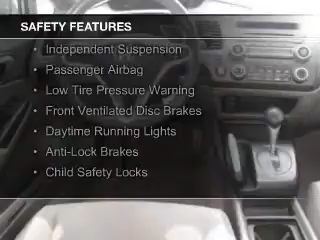 SAFETY FEATURES
• Independent Suspension
• Passenger Airbag
• Low Tire Pressure Warning
• Front Ventilated Disc Brakes
• Daytime Running Lights
• Anti-Lock Brakes
• Child Safety Locks